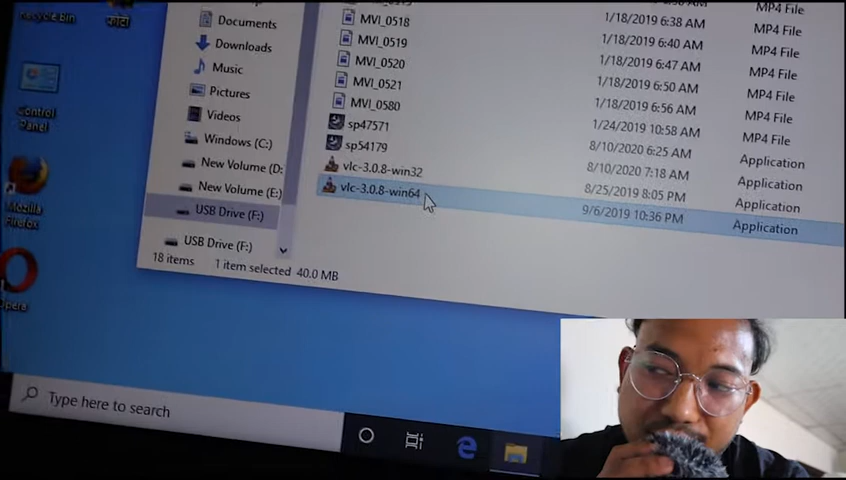 Recycle Bin
फोटो
Control
Panel
Mozilla
Firefox
Opera
Documents
Downloads
Music
Pictures
Videos
Windows (C:)
New Volume (D:
New Volume (E:)
USB Drive (F:)
USB Drive (F:)
MVI_0518
MVI_0519
MVI_0520
MVI_0521
MVI_0580
sp47571
sp54179
vlc-3.0.8-win32
vlc-3.0.8-win64
1/18/2019 6:38 AM
1/18/2019 6:40 AM
1/18/2019 6:47 AM
1/18/2019 6:50 AM
1/18/2019 6:56 AM
1/24/2019 10:58 AM
8/10/2020 6:25 AM
8/10/2020 7:18 AM
8/25/2019 8:05 PM
9/6/2019 10:36 PM
MP4 File
MP4 File
MP4 File
MP4 File
MP4 File
MP4 File
Application
Application
Application
Application
18 items 1 item selected 40.0 MB
Type here to search